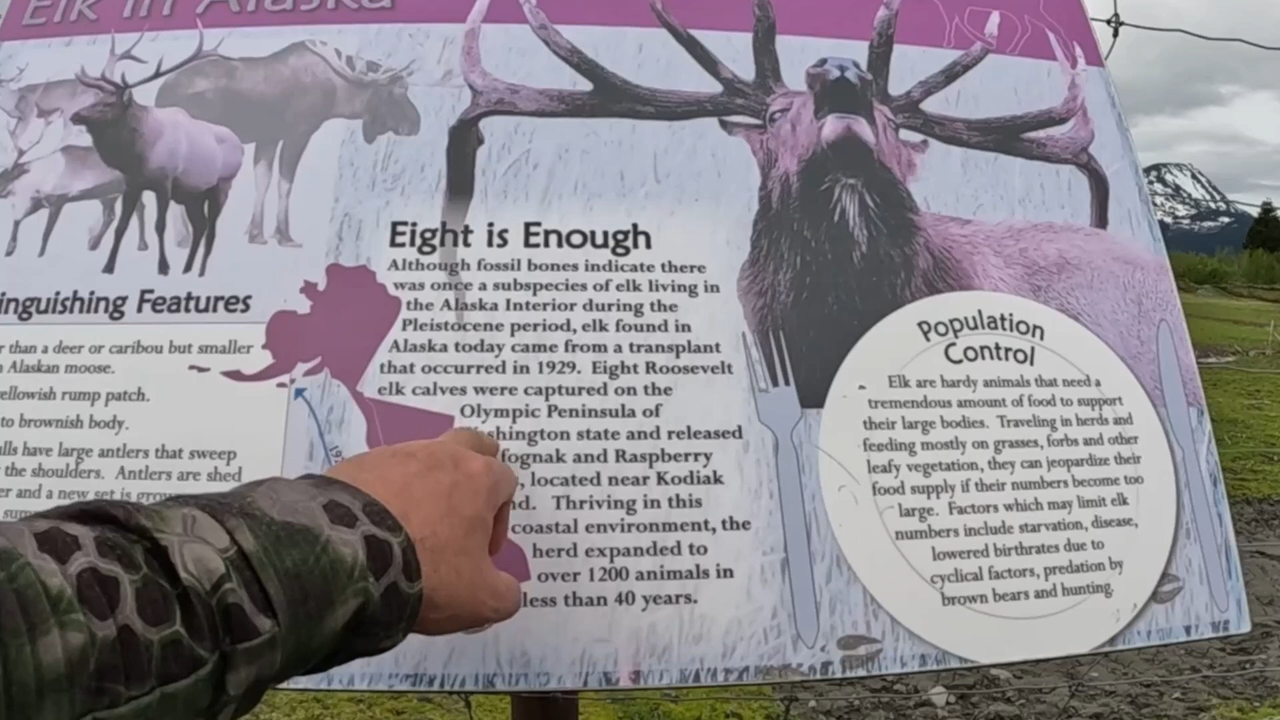 Elk in Alaska
Eight is Enough
Although fossil bones indicate there
was once a subspecies of elk living in
the Alaska Interior during the
Pleistocene period, elk found in
Alaska today came from a transplant
that occurred in 1929. Eight Roosevelt
elk calves were captured on the
Olympic Peninsula of
shington state and released
fognak and Raspberry
, located near Kodiak
nd. Thriving in this
coastal environment, the
herd expanded to
over 1200 animals in
less than 40 years.
inguishing Features
r than a deer or caribou but smaller
Alaskan moose.
ellowish rump patch.
to brownish body.
lls have large antlers that sweep
the shoulders. Antlers are shed
er and a new set is grow
sum
19
Population
Control
Elk are hardy animals that need a
tremendous amount of food to support
their large bodies. Traveling in herds and
feeding mostly on grasses, forbs and other
leafy vegetation, they can jeopardize their
food supply if their numbers become too
large. Factors which may limit elk
numbers include starvation, disease,
lowered birthrates due to
cyclical factors, predation by
brown bears and hunting.